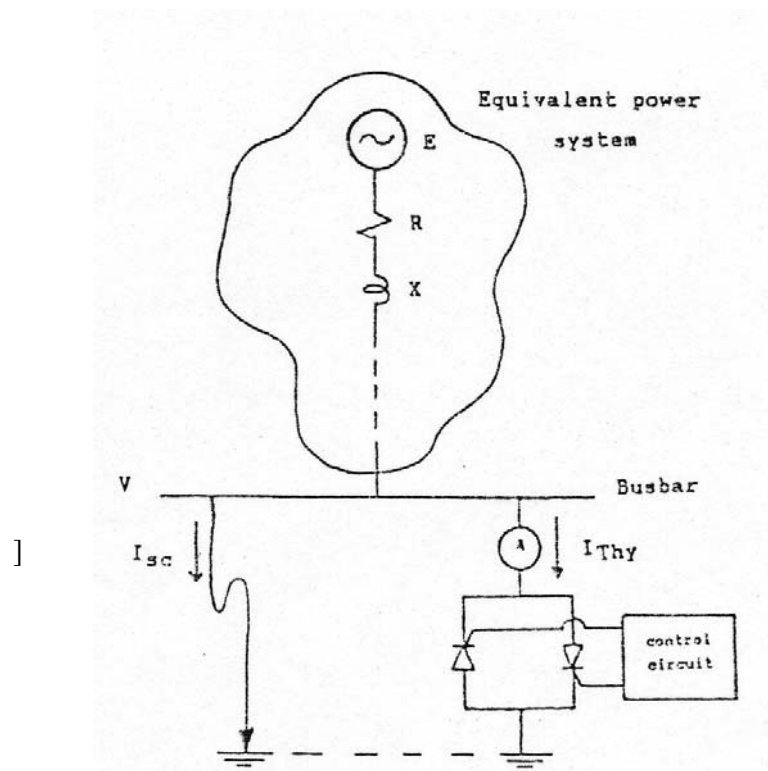 Equivalent power
system
E
R
X
V
Busbar
]
Isc
A
IThy
control
circuit